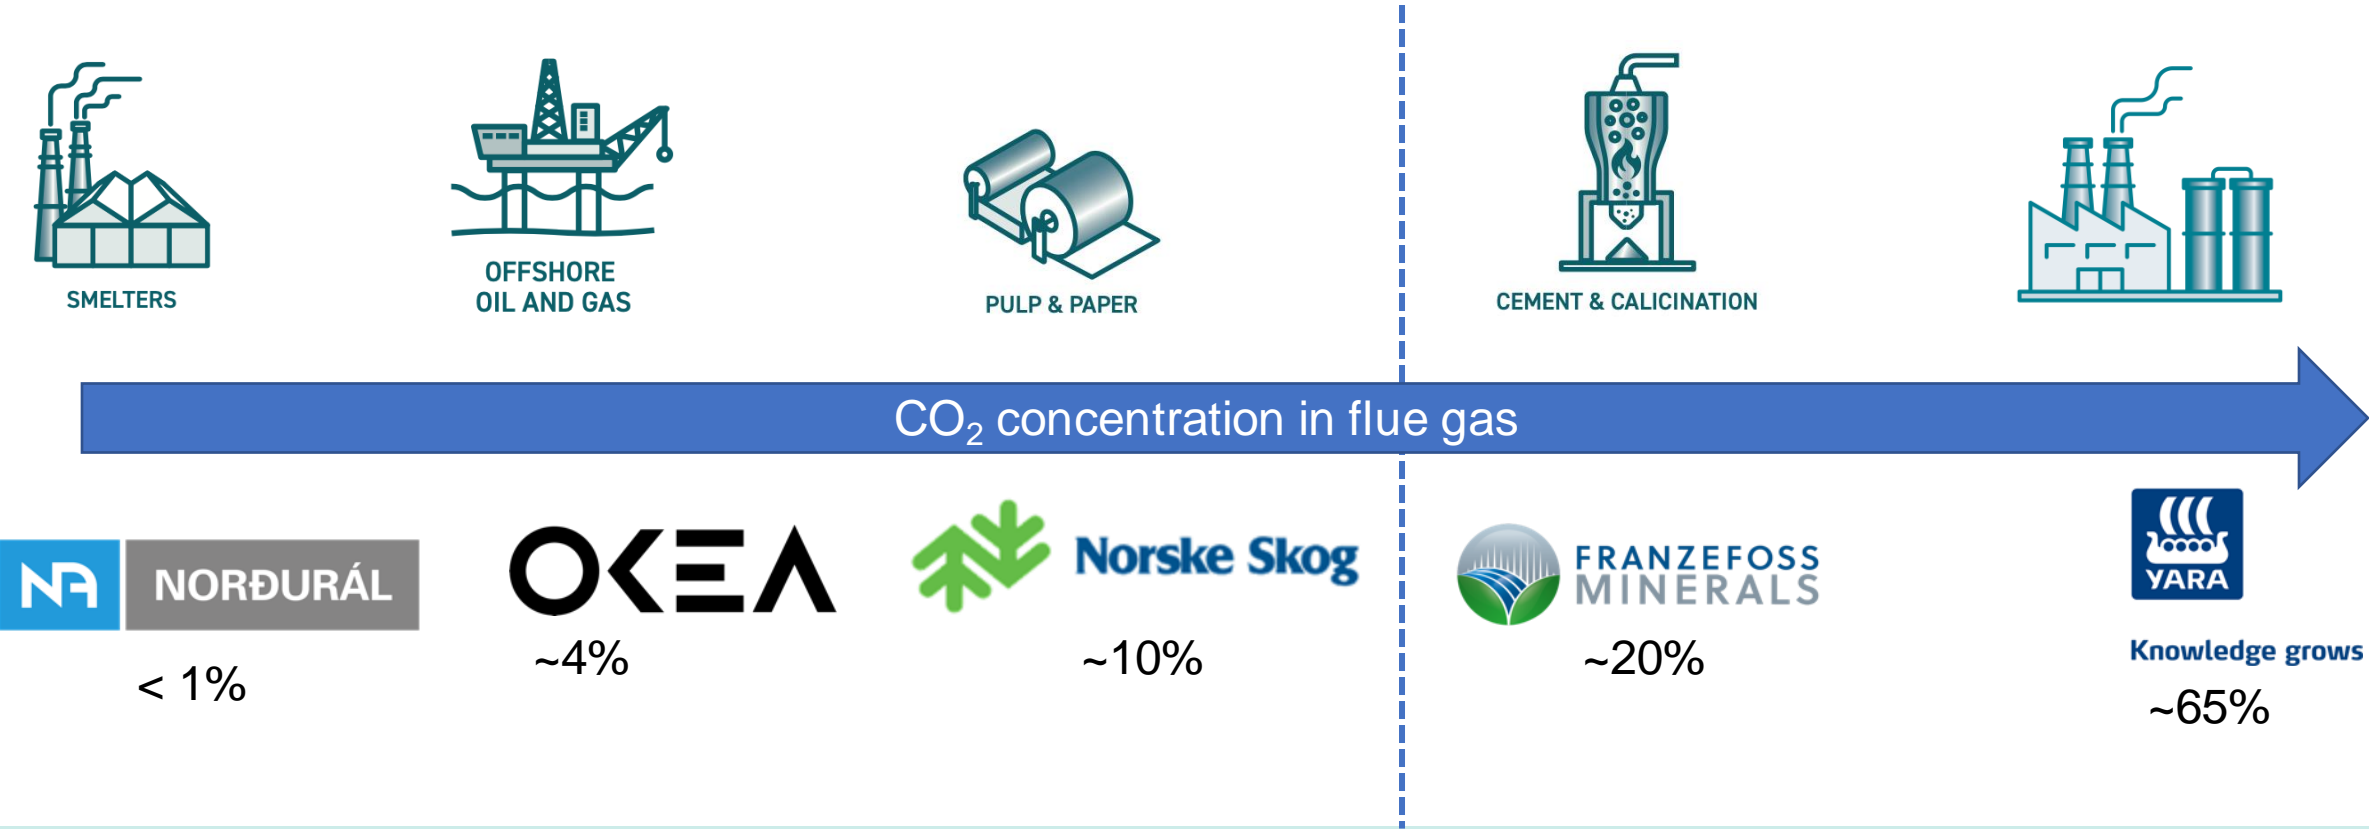 SMELTERS
OFFSHORE
OIL AND GAS
PULP & PAPER
CEMENT & CALICINATION
CO₂ concentration in flue gas
NA NORÐURÁL
OKEA
Norske Skog
FRANZEFOSS
MINERALS
YARA
Knowledge grows
< 1%
~4%
~10%
~20%
~65%